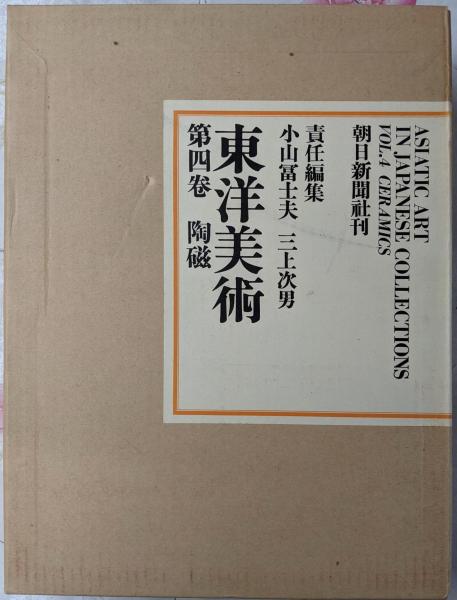 ASIATIC ART
IN JAPANESE COLLECTIONS
VOL.4 CERAMICS
朝日新聞社刊
責任編集
小山冨士夫 三上次男
東洋美術
第四卷 陶磁